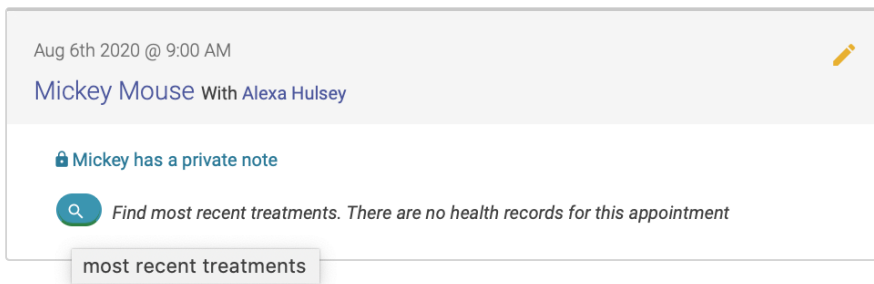 Aug 6th 2020 @ 9:00 AM
Mickey Mouse With Alexa Hulsey
Mickey has a private note
Find most recent treatments. There are no health records for this appointment
most recent treatments